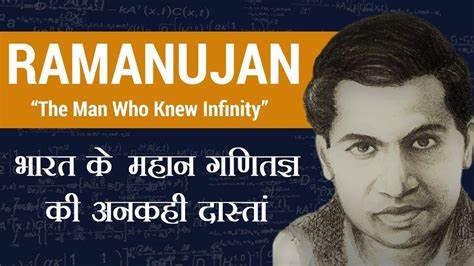 RAMANUJAN
“The Man Who Knew Infinity”
भारत के महान गणितज्ञ
की अनकही दास्तां